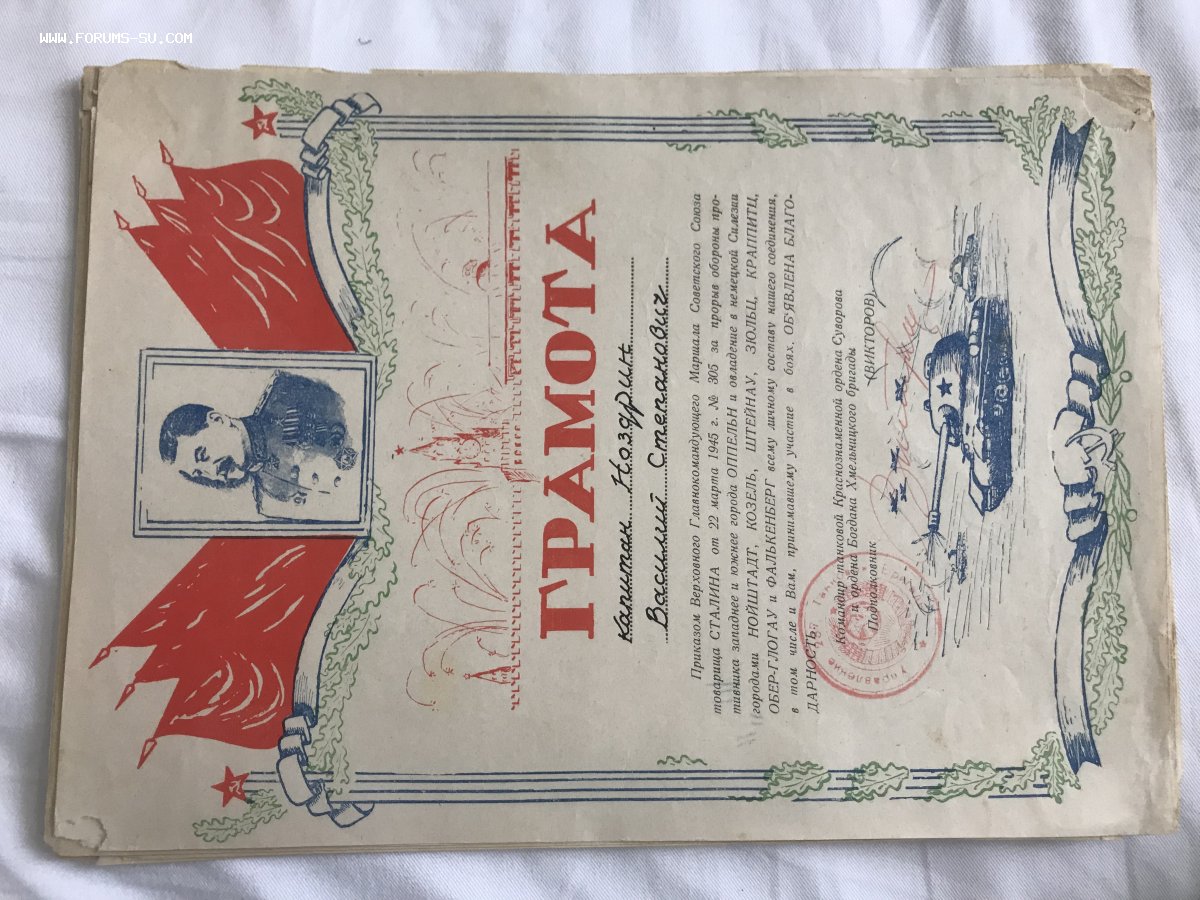 WWW.FORUMS-SU.COM
ГРАМОТА
Капитан Ноздрин
Василий Степанович
Приказом Верховного Главнокомандующего Маршала Советского Союза
товарища СТАЛИНА от 22 марта 1945 г. № 305 за прорыв обороны про-
тивника западнее и южнее города ОППЕЛЬН и овладение в немецкой Силезии
городами НОЙШТАДТ, КОЗЕЛЬ, ШТЕЙНАУ, ЗЮЛЬЦ, КРАППИТЦ,
ОБЕР-ГЛОГАУ и ФАЛЬКЕНБЕРГ всему личному составу нашего соединения,
в том числе и Вам, принимавшему участие в боях, ОБ'ЯВЛЕНА БЛАГО-
ДАРНОСТЬ
Командир танковой Краснознаменной ордена Суворова
и ордена Богдана Хмельницкого бригады
Подполковник (ВИКТОРОВ)
Управление